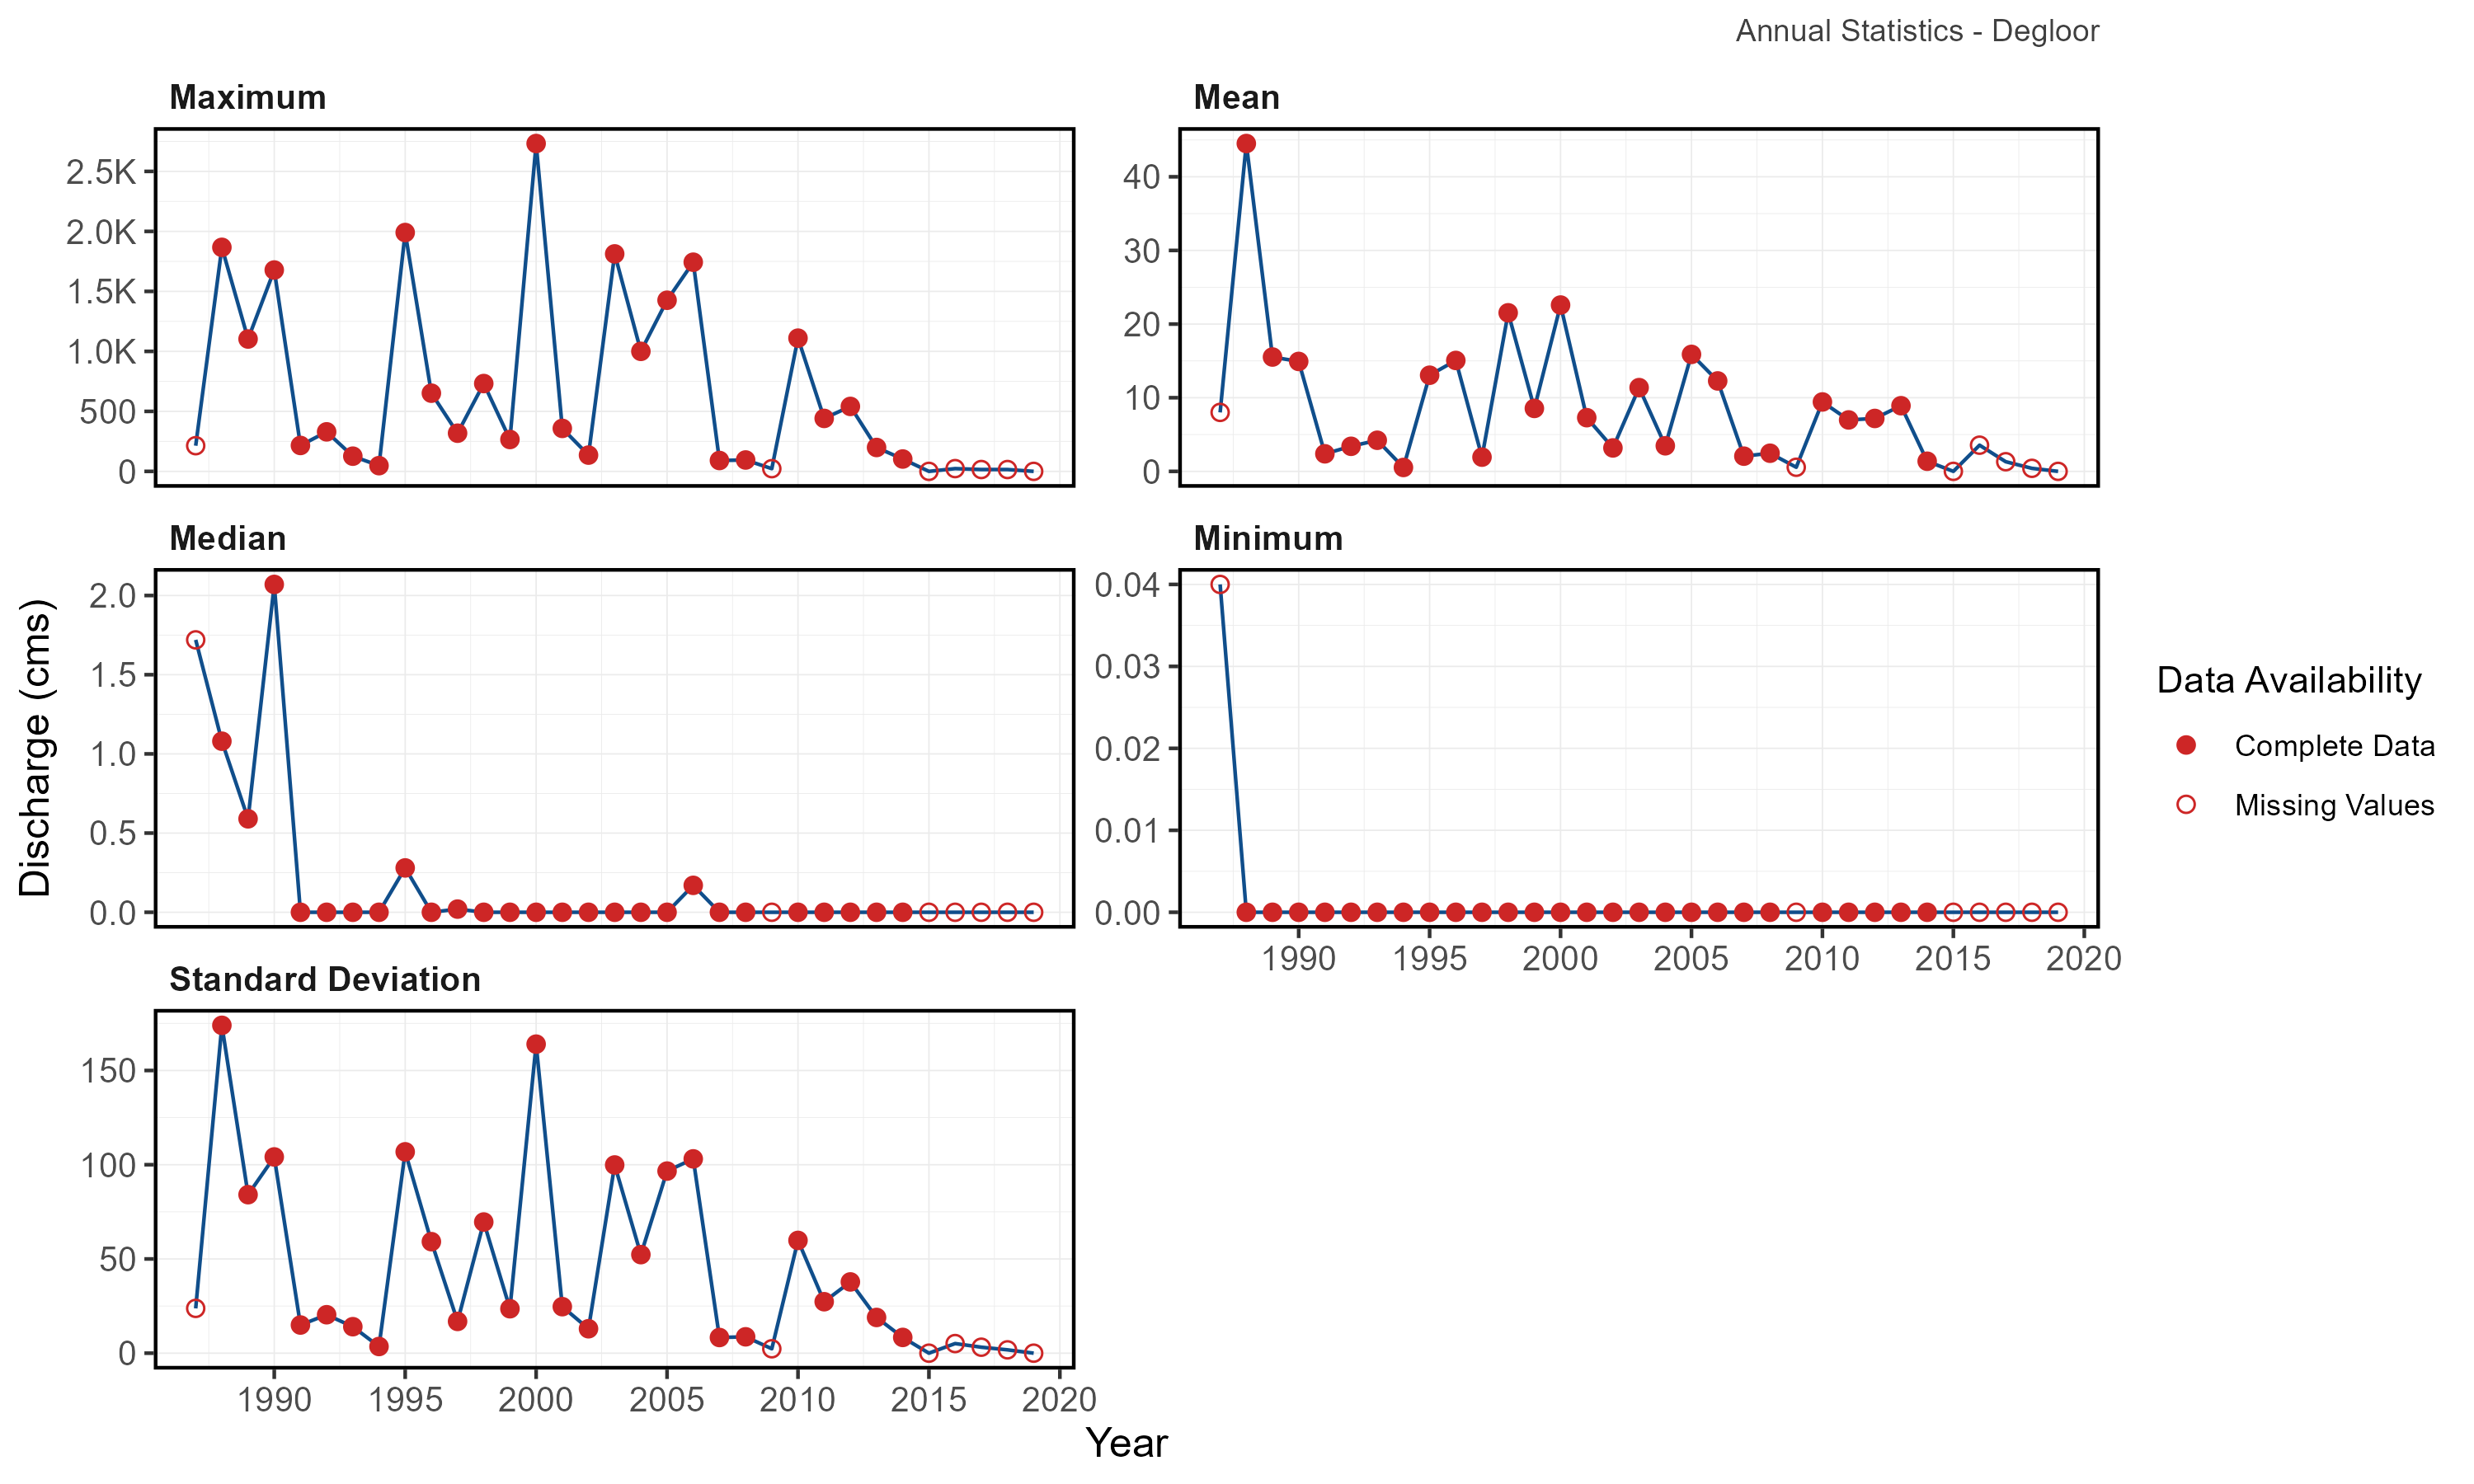 Annual Statistics - Degloor
Maximum
2.5K
2.0K
1.5K
1.0K
500
0
Mean
40
30
20
10
0
Median
2.0
1.5
1.0
0.5
0.0
Minimum
0.04
0.03
0.02
0.01
0.00
1990 1995 2000 2005 2010 2015 2020
Standard Deviation
150
100
50
0
1990 1995 2000 2005 2010 2015 2020
Year
Discharge (cms)
Data Availability
Complete Data
Missing Values